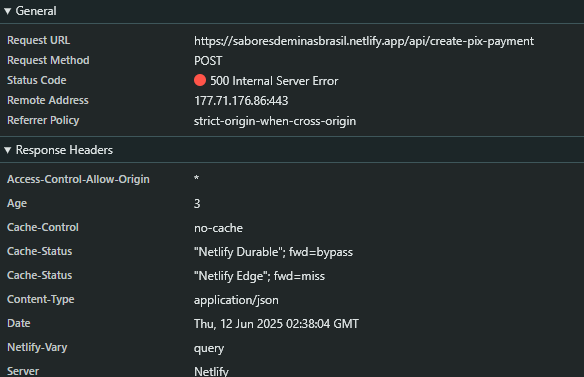 General
Request URL https://saboresdeminasbrasil.netlify.app/api/create-pix-payment
Request Method POST
Status Code 500 Internal Server Error
Remote Address 177.71.176.86:443
Referrer Policy strict-origin-when-cross-origin
Response Headers
Access-Control-Allow-Origin *
Age 3
Cache-Control no-cache
Cache-Status "Netlify Durable"; fwd=bypass
Cache-Status "Netlify Edge"; fwd=miss
Content-Type application/json
Date Thu, 12 Jun 2025 02:38:04 GMT
Netlify-Vary query
Server Netlify